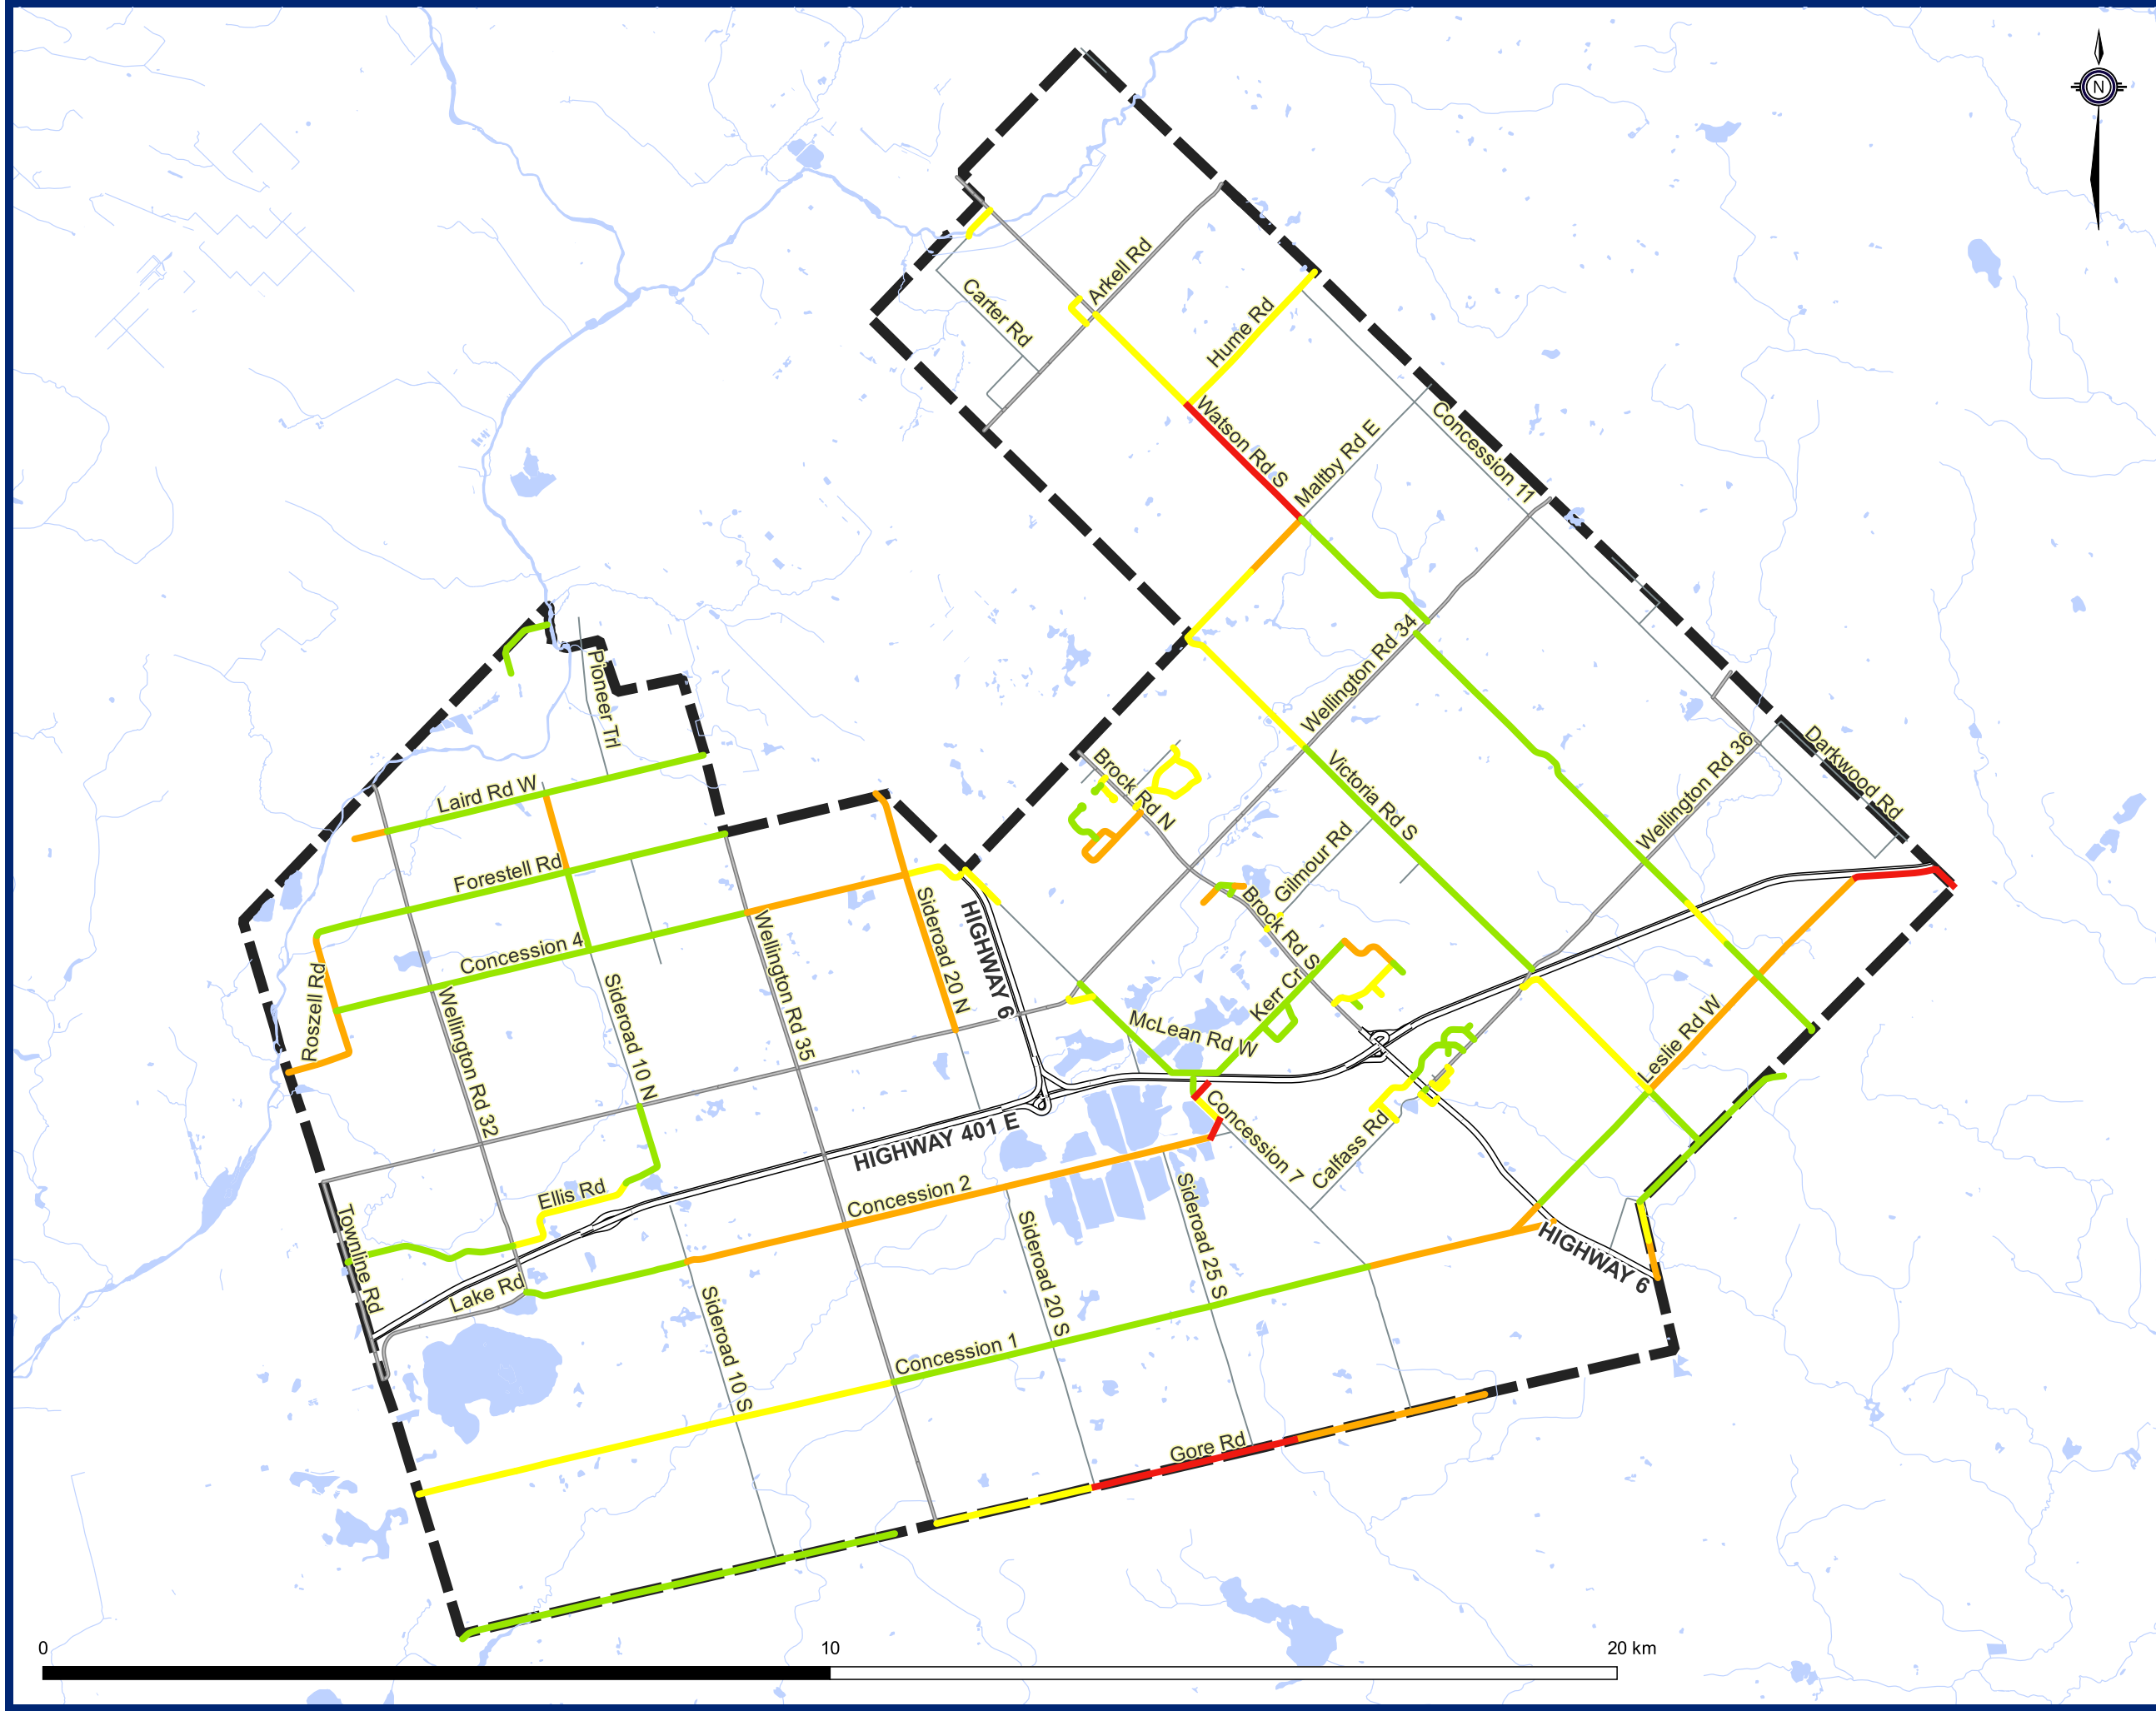 N
Arkell Rd
Carter Rd
Hume Rd
Watson Rd S
Maltby Rd E
Concession 11
Pioneer Trl
Wellington Rd 34
Brock Rd N
Victoria Rd S
Wellington Rd 36
Darkwood Rd
Laird Rd W
Forestell Rd
Gilmour Rd
Sideroad 20 N
HIGHWAY 6
Wellington Rd 35
Brock Rd S
Concession 4
Roszell Rd
Sideroad 10 N
Wellington Rd 32
Kerr Cr
McLean Rd W
Leslie Rd W
Concession 7
HIGHWAY 401 E
Calfass Rd
Ellis Rd
Concession 2
Townline Rd
Sideroad 25 S
Sideroad 20 S
HIGHWAY 6
Lake Rd
Sideroad 10 S
Concession 1
Gore Rd
0 10 20 km